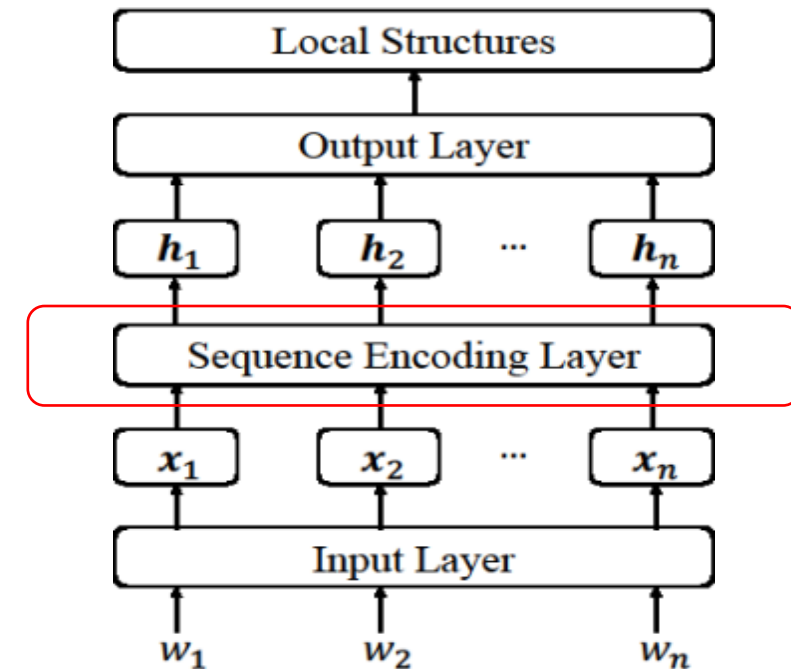 Local Structures
Output Layer
h₁ h₂ ... hₙ
Sequence Encoding Layer
x₁ x₂ ... xₙ
Input Layer
w₁ w₂ wₙ